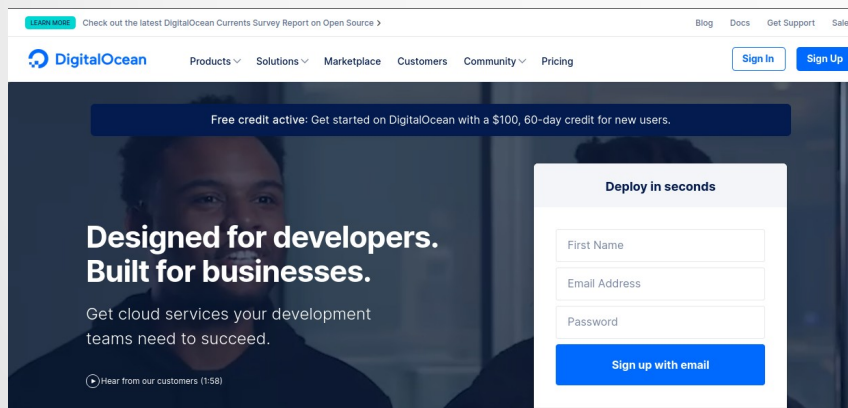 LEARN MORE Check out the latest DigitalOcean Currents Survey Report on Open Source
Blog Docs Get Support
DigitalOcean
Products Solutions Marketplace Customers Community Pricing
Sign In Sign Up
Free credit active: Get started on DigitalOcean with a $100, 60-day credit for new users.
Designed for developers.
Built for businesses.
Get cloud services your development
teams need to succeed.
Hear from our customers (1:58)
Deploy in seconds
First Name
Email Address
Password
Sign up with email